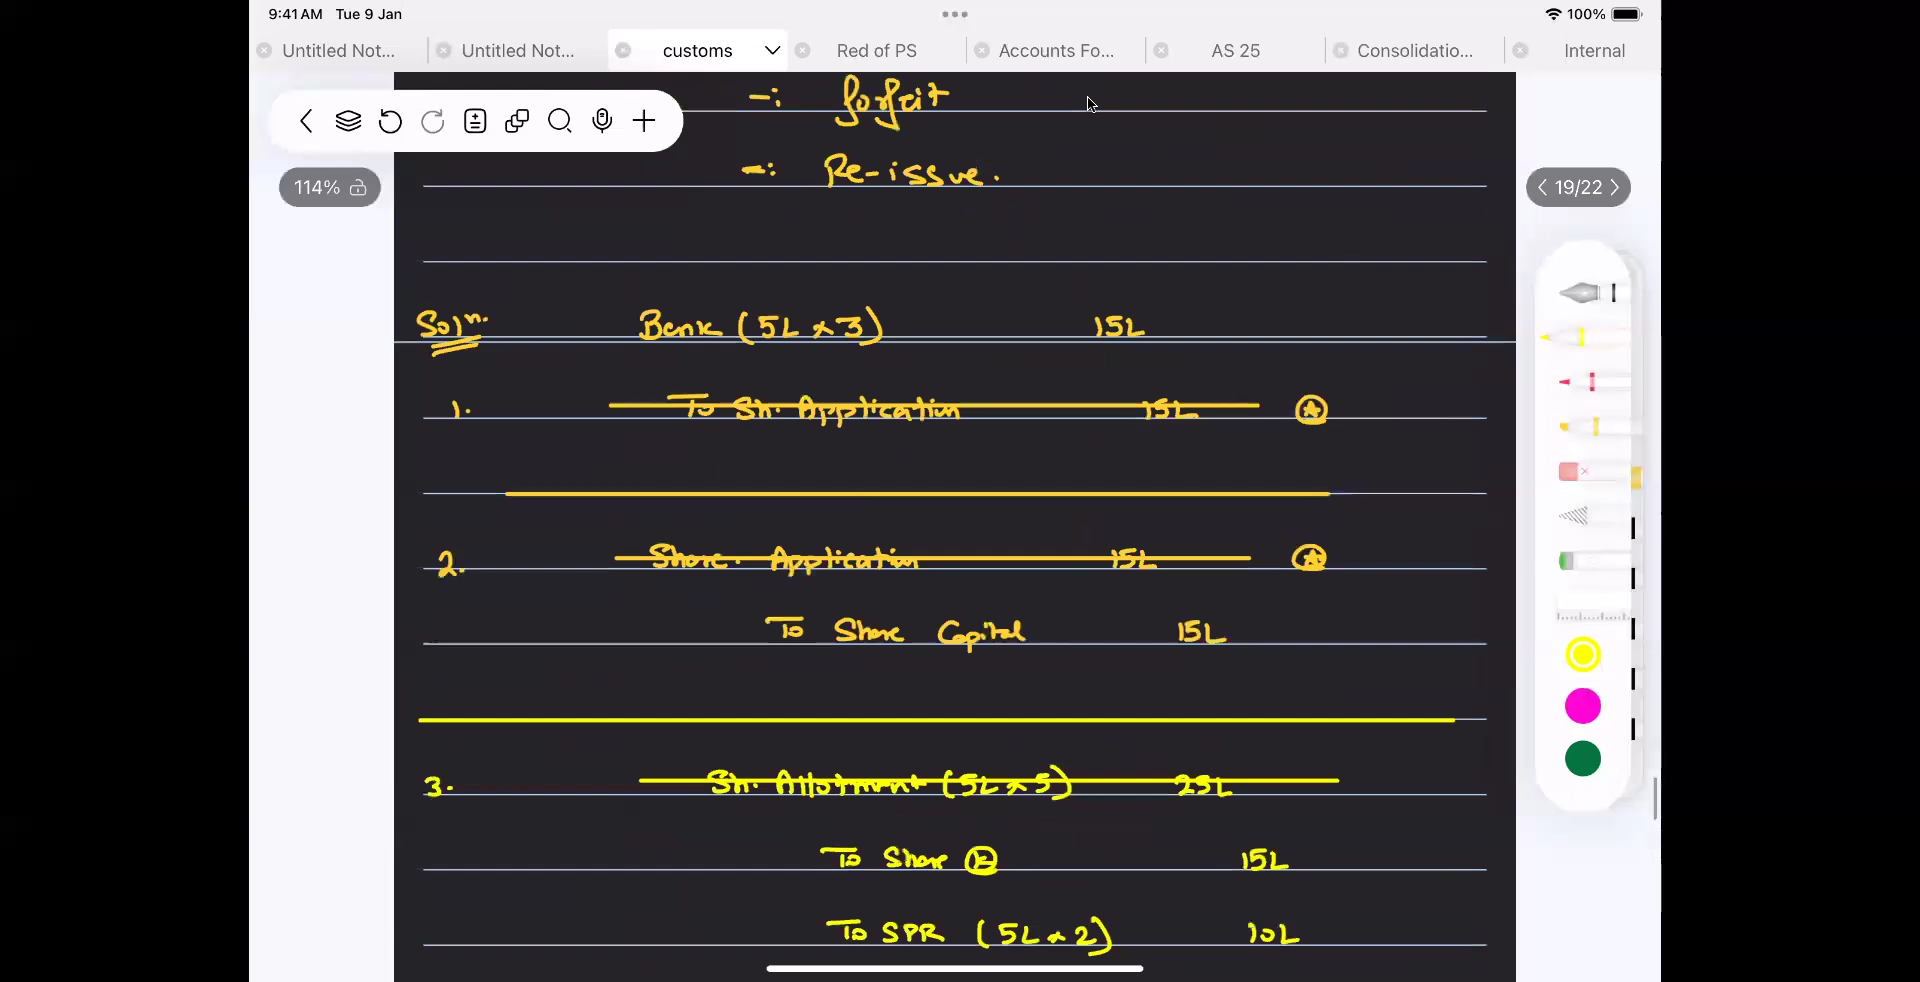 9:41 AM Tue 9 Jan 100%
Untitled Not... Untitled Not... customs Red of PS Accounts Fo... AS 25 Consolidatio... Internal
-: forfeit
-: Re-issue.
114% 19/22
Soln. Bank (5L × 3) 15L
1. To Sh. Application 15L
2. Share. Application 15L
To Share Capital 15L
3. Sh. Allotment (5L × 5) 25L
To Share 15L
To SPR (5L × 2) 10L